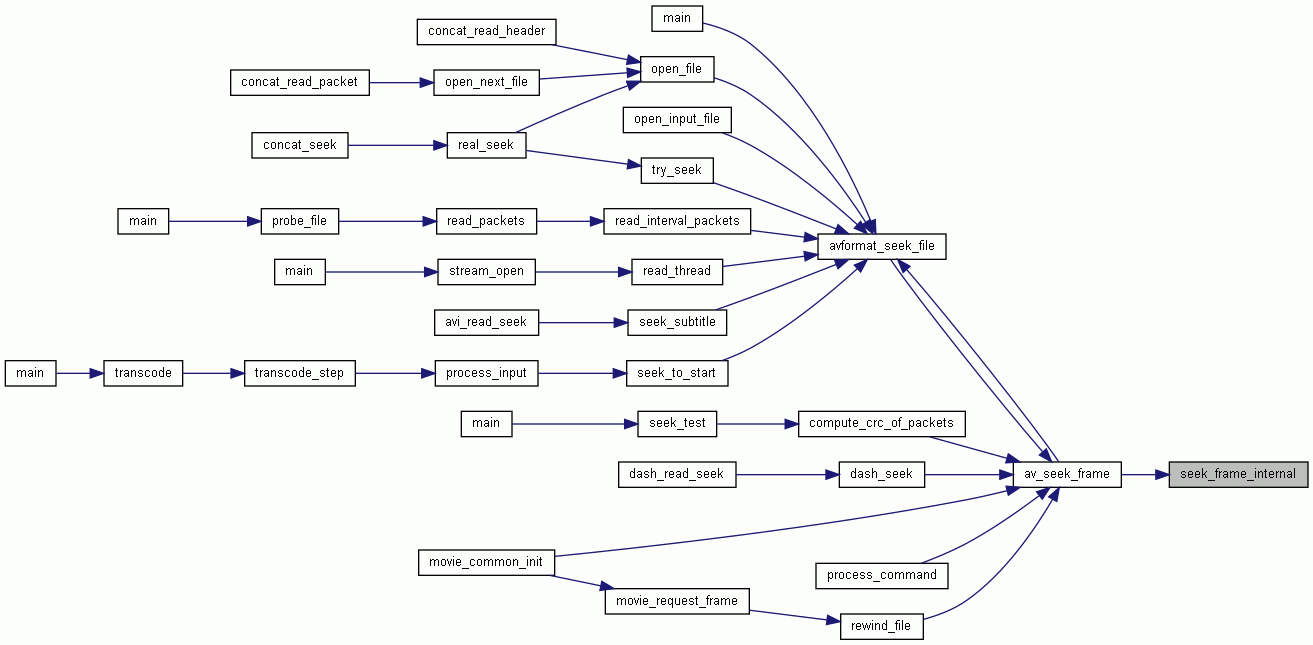 main
concat_read_header
open_file
concat_read_packet
open_next_file
open_input_file
concat_seek
real_seek
try_seek
main
probe_file
read_packets
read_interval_packets
avformat_seek_file
main
stream_open
read_thread
avi_read_seek
seek_subtitle
main
transcode
transcode_step
process_input
seek_to_start
main
seek_test
compute_crc_of_packets
dash_read_seek
dash_seek
av_seek_frame
seek_frame_internal
movie_common_init
process_command
movie_request_frame
rewind_file